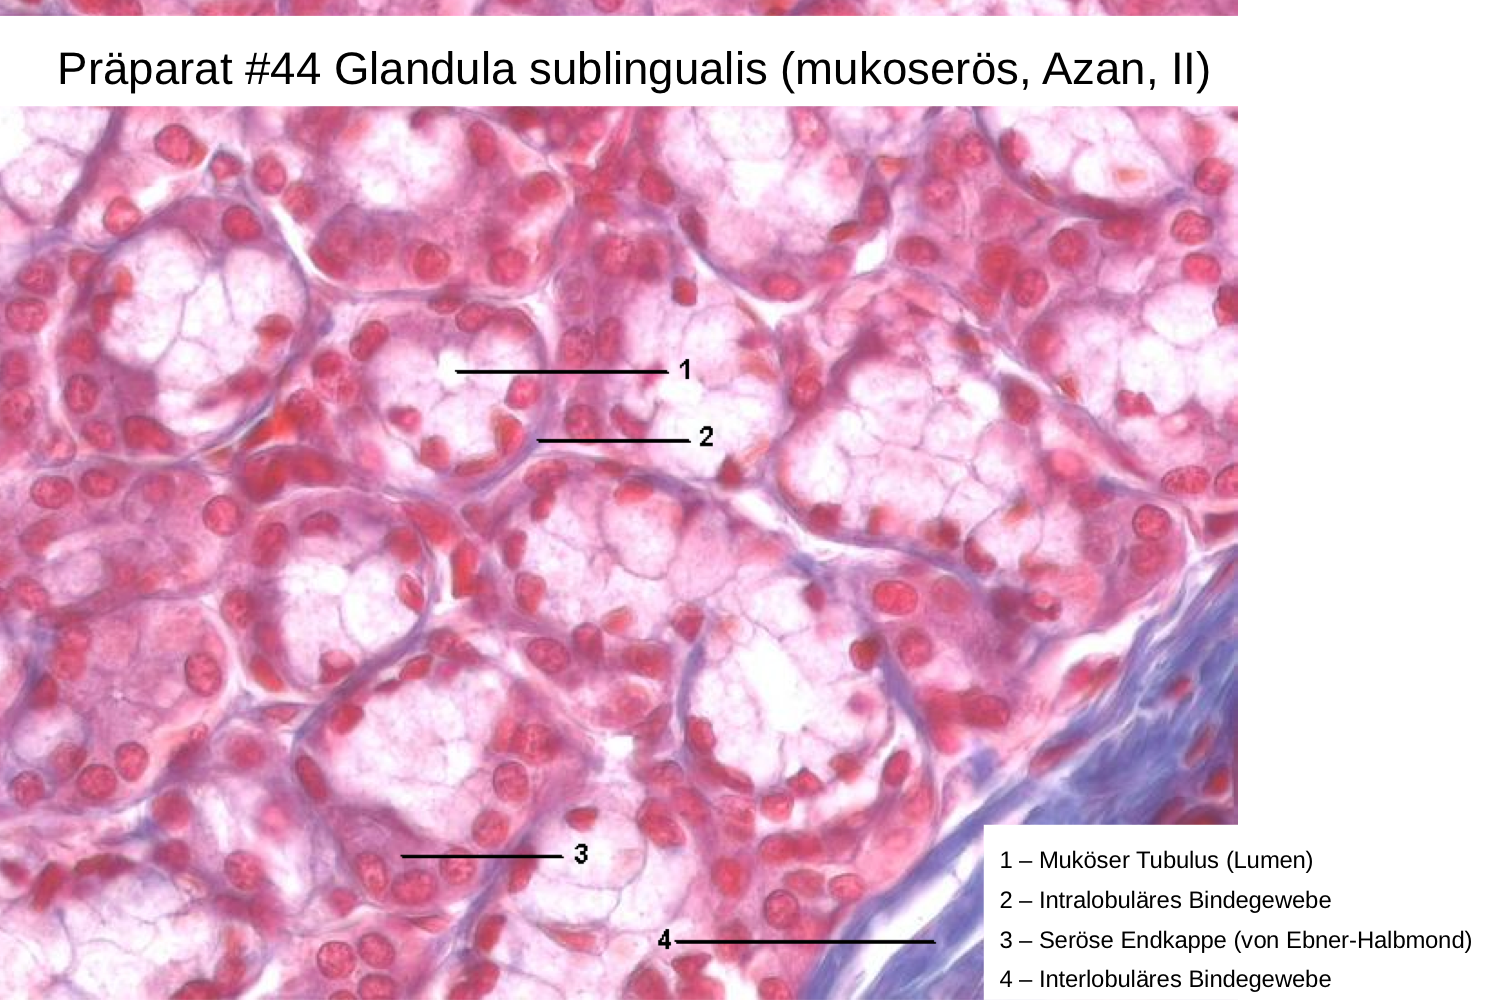 Präparat #44 Glandula sublingualis (mukoserös, Azan, II)
1
2
3
4
1 – Muköser Tubulus (Lumen)
2 – Intralobuläres Bindegewebe
3 – Seröse Endkappe (von Ebner-Halbmond)
4 – Interlobuläres Bindegewebe